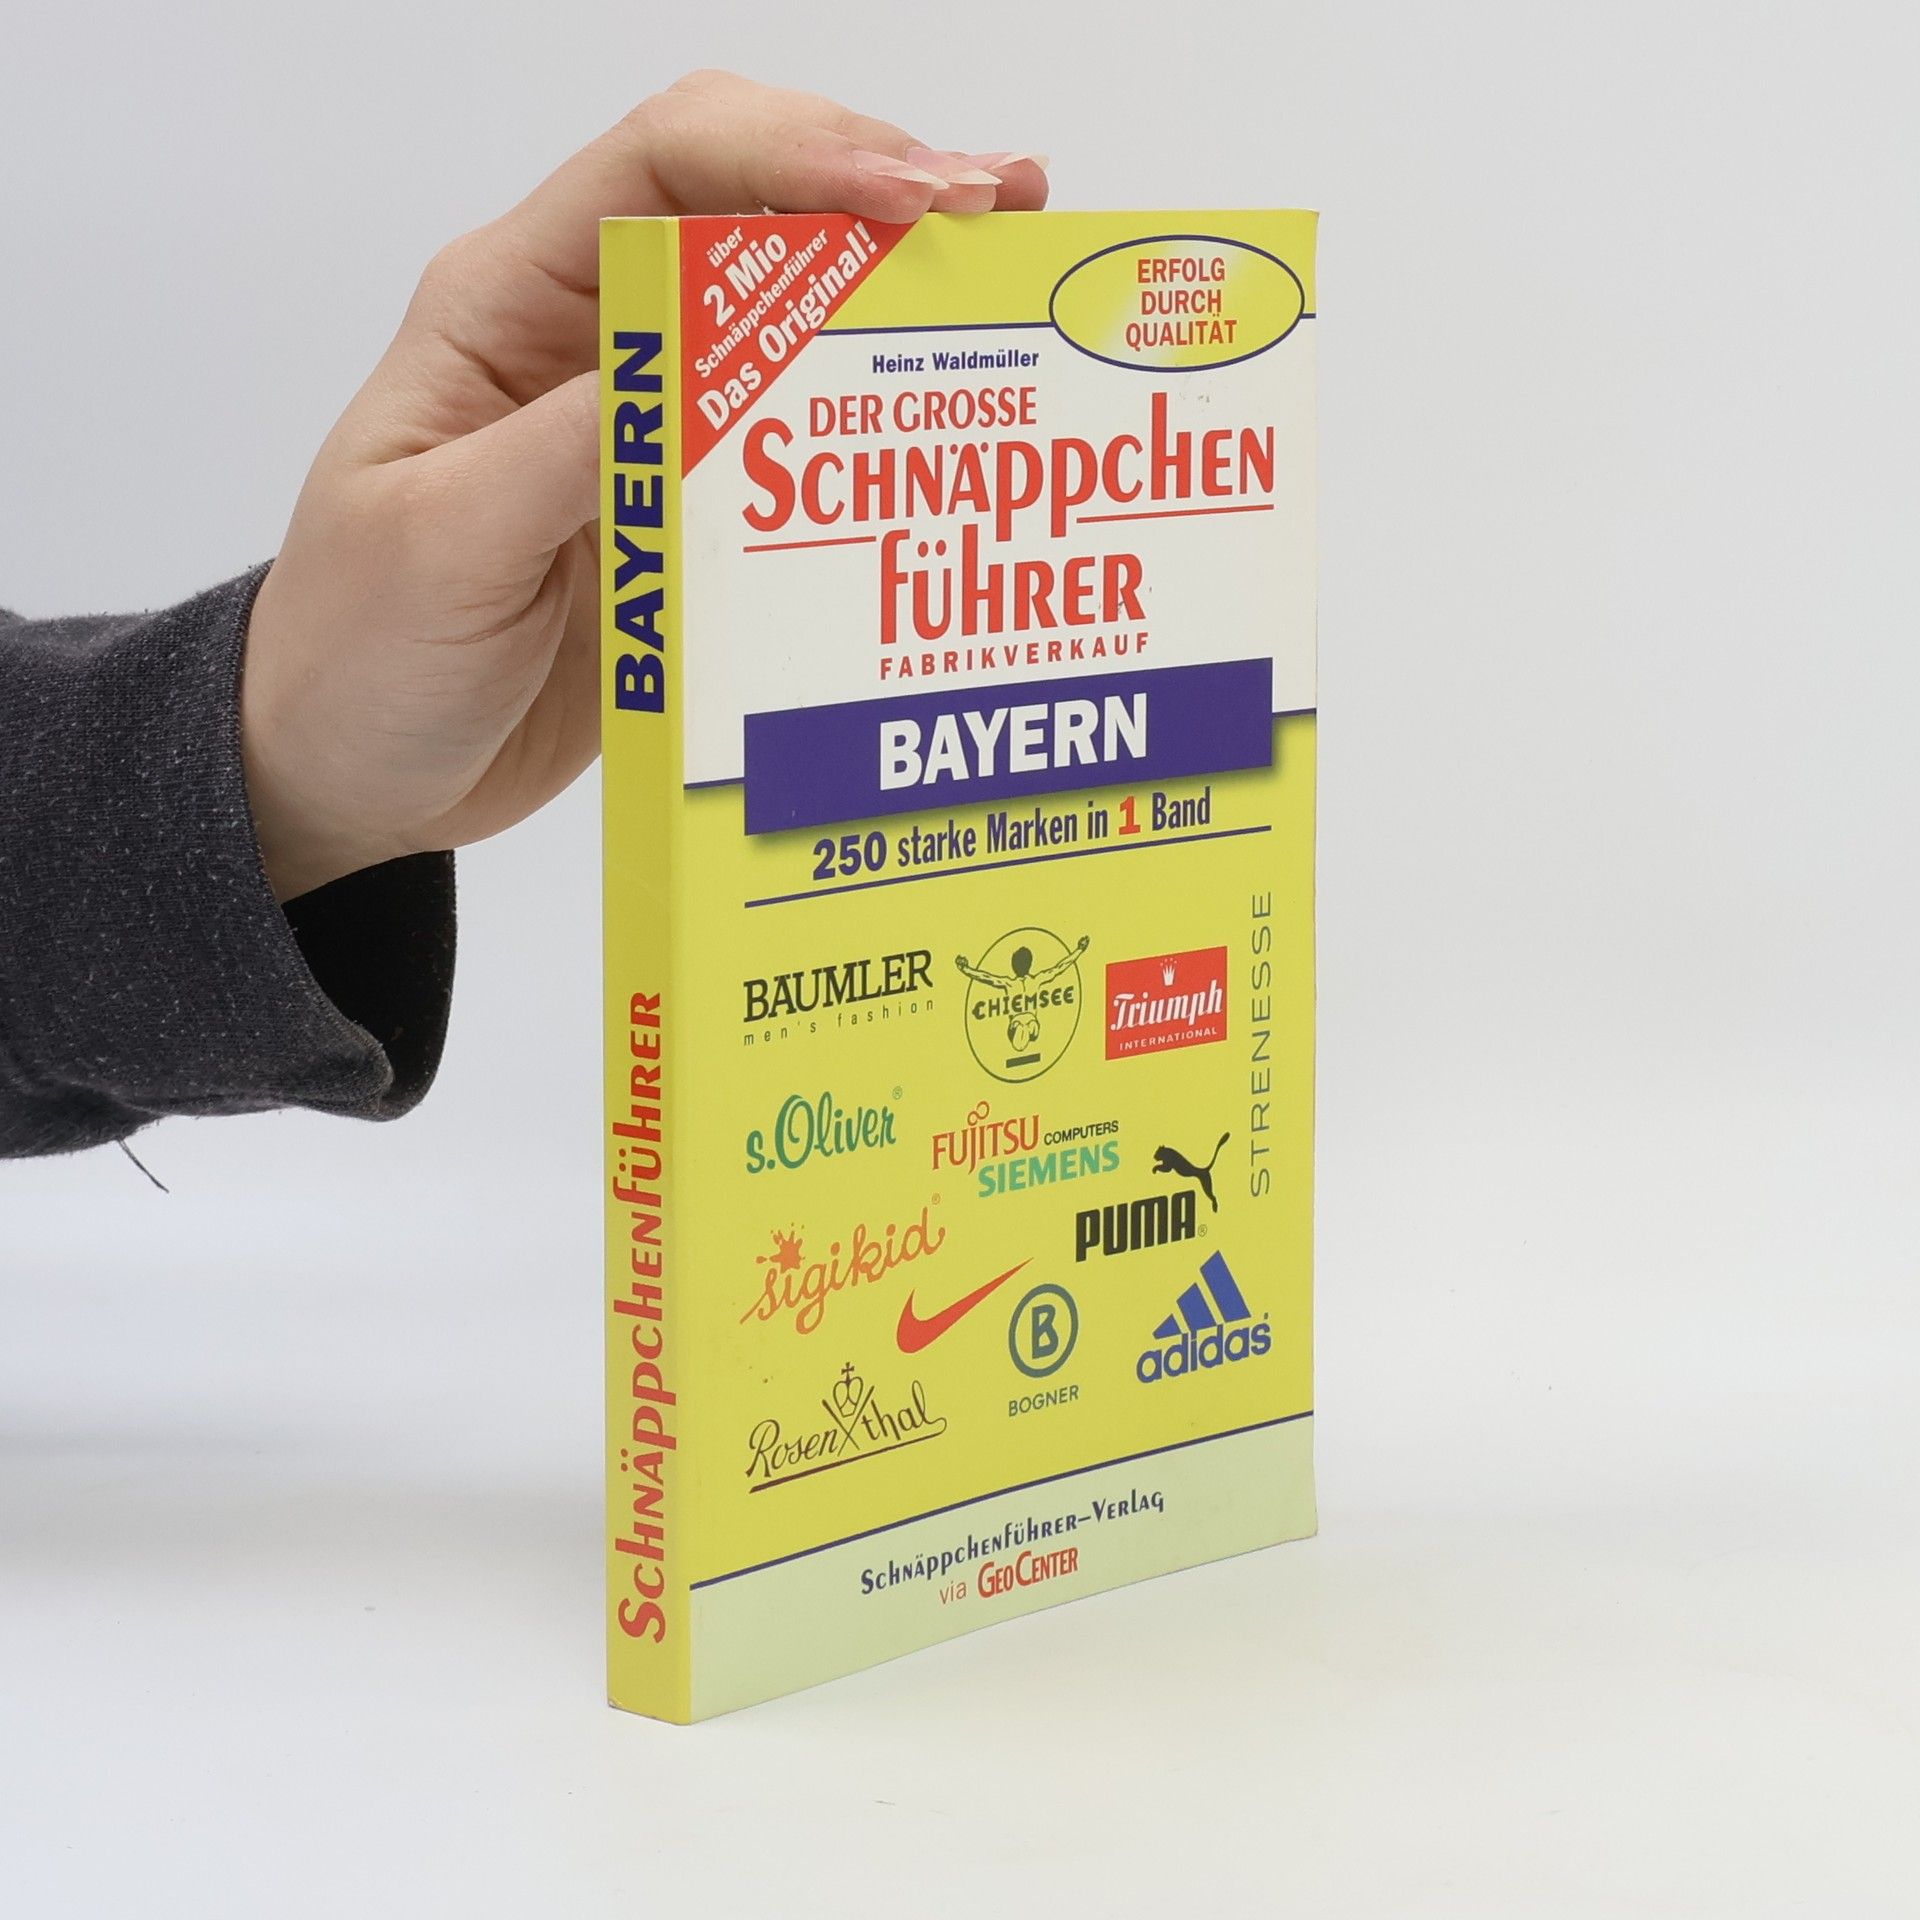 BAYERN
SCHNÄPPCHENFÜHRER
über
2 Mio
Schnäppchenführer
Das Original!
ERFOLG
DURCH
QUALITÄT
Heinz Waldmüller
DER GROSSE
SCHNÄPPCHEN
FÜHRER
FABRIKVERKAUF
BAYERN
250 starke Marken in 1 Band
BÄUMLER
men's fashion
CHIEMSEE
Triumph
INTERNATIONAL
STRENESSE
s.Oliver®
FUJITSU COMPUTERS
SIEMENS
PUMA®
sigikid®
B
BOGNER
adidas
Rosenthal
SCHNÄPPCHENFÜHRER-VERLAG
via GEOCENTER